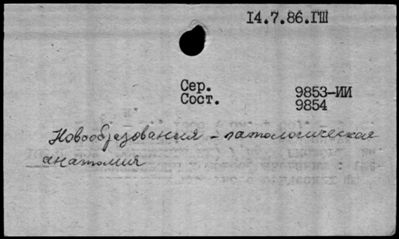 14.7.86.ГШ
Сер. 9853-ИИ
Сост. 9854
Новообразования - патологическая
анатомия